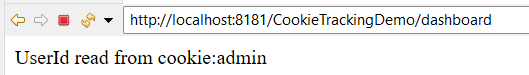 http://localhost:8181/CookieTrackingDemo/dashboard
UserId read from cookie:admin